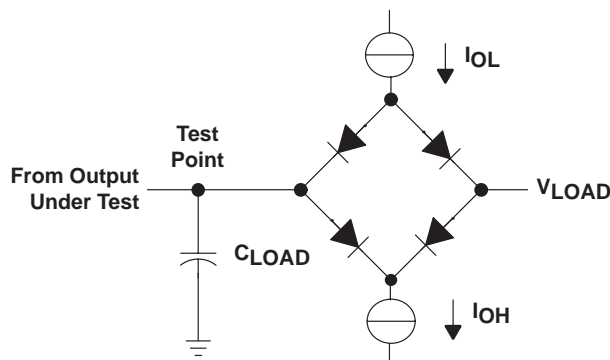 IOL
Test
Point
From Output
Under Test
VLOAD
CLOAD
IOH